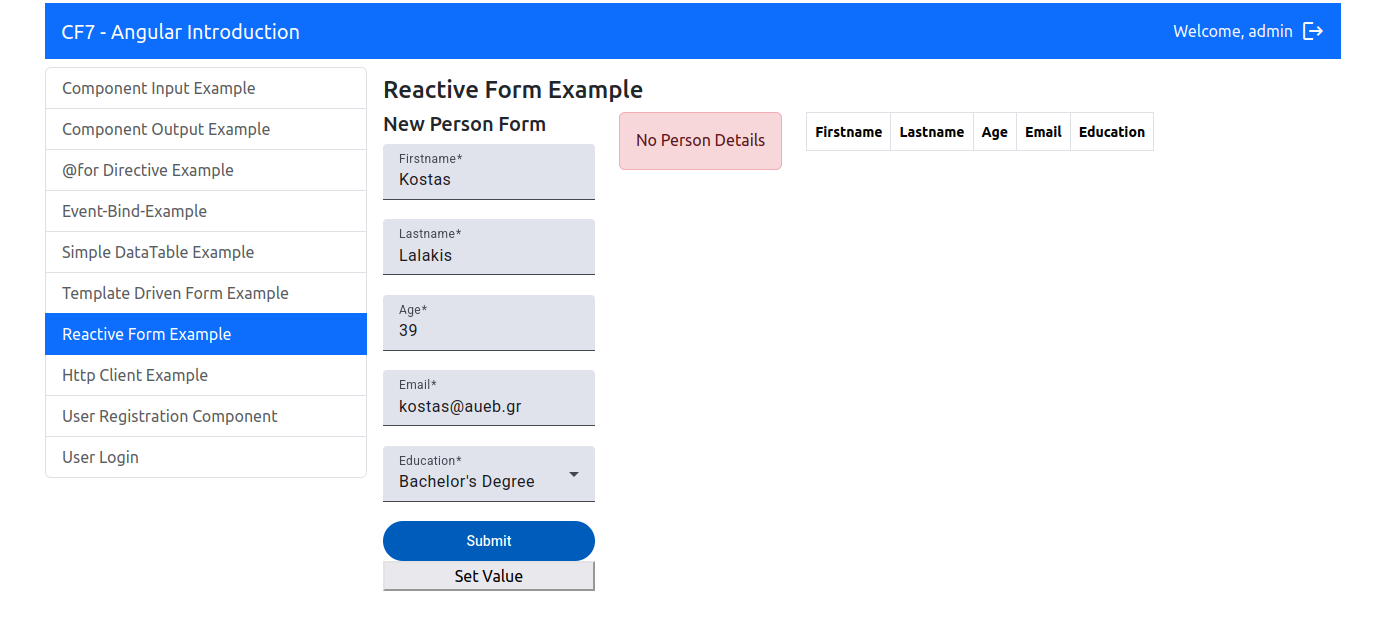 CF7 - Angular Introduction
Welcome, admin
Component Input Example
Component Output Example
@for Directive Example
Event-Bind-Example
Simple DataTable Example
Template Driven Form Example
Reactive Form Example
Http Client Example
User Registration Component
User Login
Reactive Form Example
New Person Form
Firstname*
Kostas
Lastname*
Lalakis
Age*
39
Email*
kostas@aueb.gr
Education*
Bachelor's Degree
Submit
Set Value
No Person Details
Firstname Lastname Age Email Education